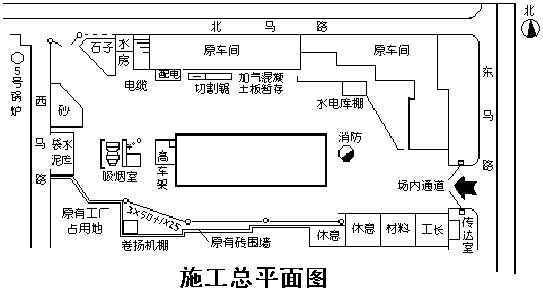 北马路
北
石子
水房
原车间
原车间
电缆
配电
切割锅
加气混凝
土板暂存
水电库棚
东马路
西马路
砂
袋水
泥库
吸烟室
高车架
消防
场内通道
原有工厂
占用地
3×50+1×25
卷扬机棚
原有砖围墙
休息
休息
材料
工长
传达室
施工总平面图